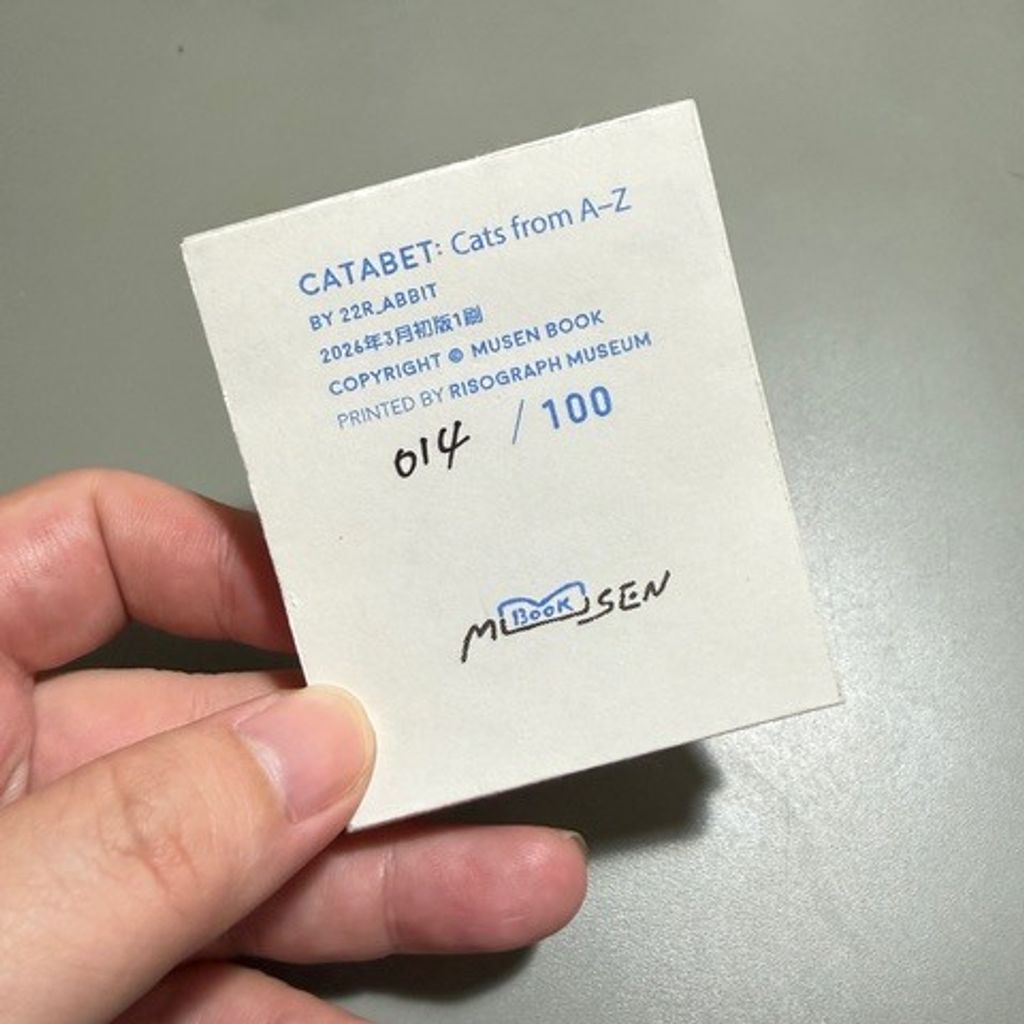 CATABET: Cats from A–Z
BY 22R_ABBIT
2026年3月初版1刷
COPYRIGHT © MUSEN BOOK
PRINTED BY RISOGRAPH MUSEUM
014 / 100
MUSEN
BOOK